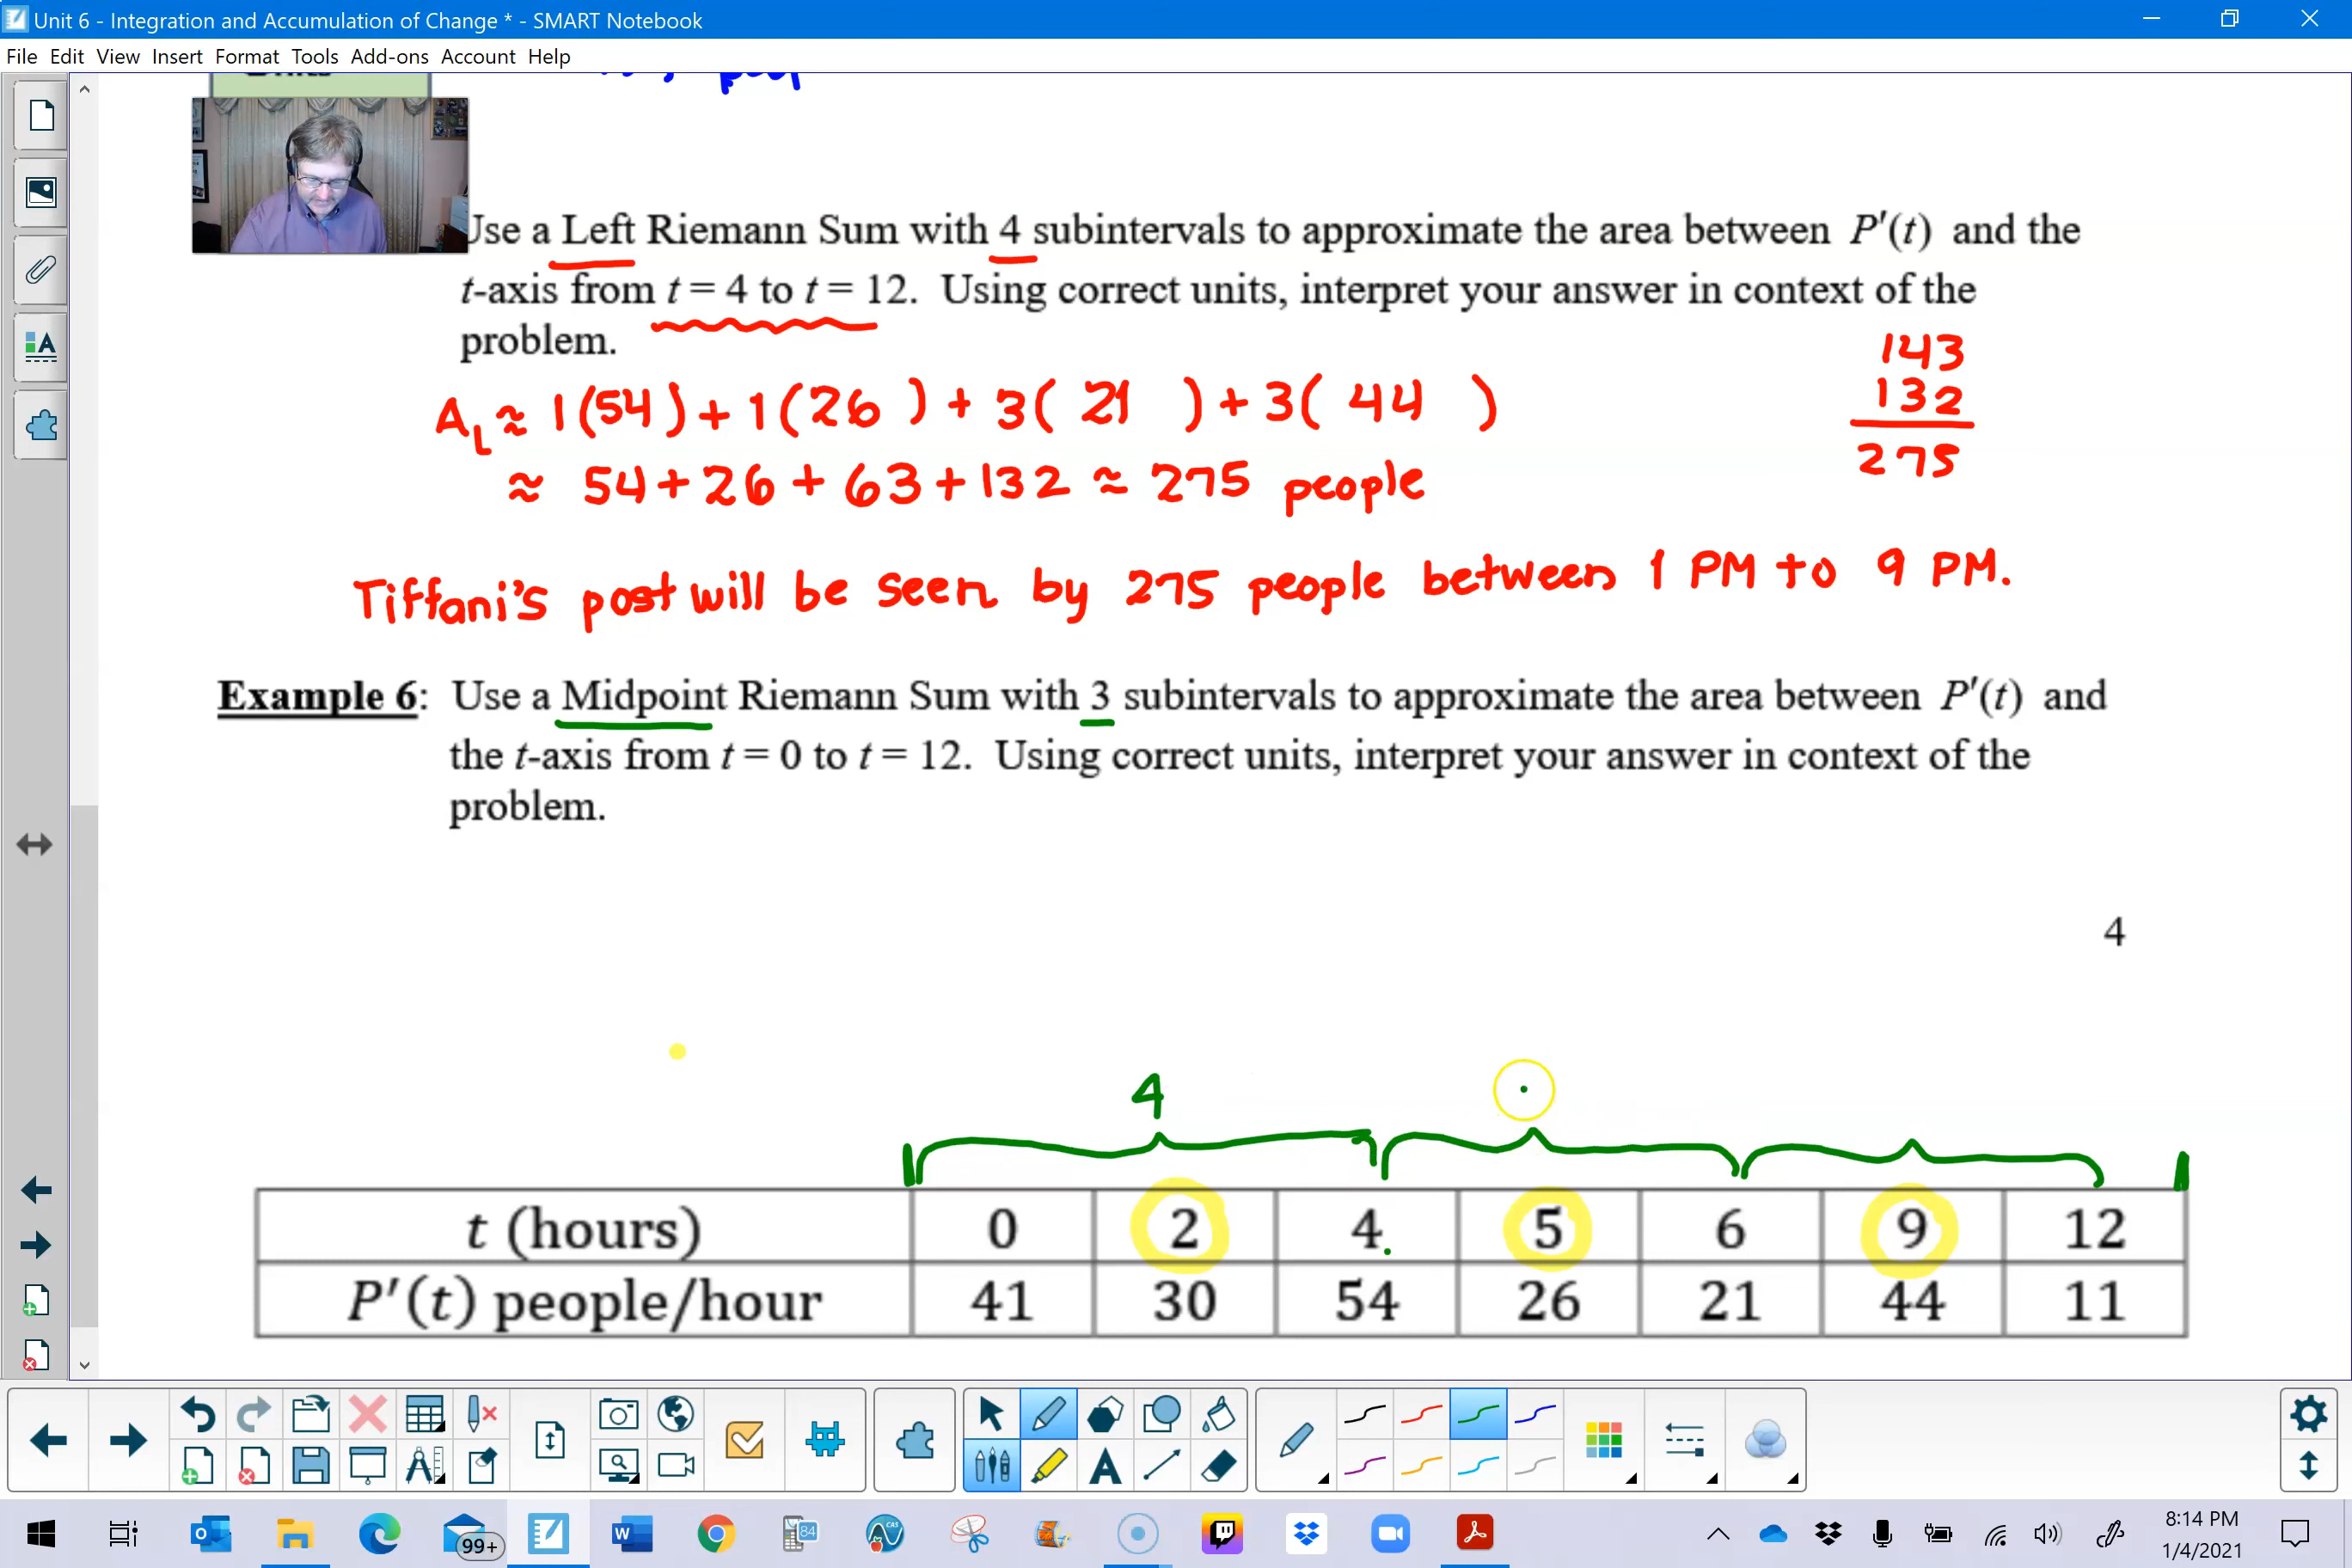 Unit 6 - Integration and Accumulation of Change * - SMART Notebook
File Edit View Insert Format Tools Add-ons Account Help
Use a Left Riemann Sum with 4 subintervals to approximate the area between P′(t) and the
t-axis from t = 4 to t = 12. Using correct units, interpret your answer in context of the
problem.
143
132
275
A_L ≈ 1(54) + 1(26) + 3(21) + 3(44)
≈ 54 + 26 + 63 + 132 ≈ 275 people
Tiffani's post will be seen by 275 people between 1 PM to 9 PM.
Example 6: Use a Midpoint Riemann Sum with 3 subintervals to approximate the area between P′(t) and
the t-axis from t = 0 to t = 12. Using correct units, interpret your answer in context of the
problem.
4
4
t (hours) 0 2 4 5 6 9 12
P′(t) people/hour 41 30 54 26 21 44 11
99+
84
CAS
8:14 PM
1/4/2021